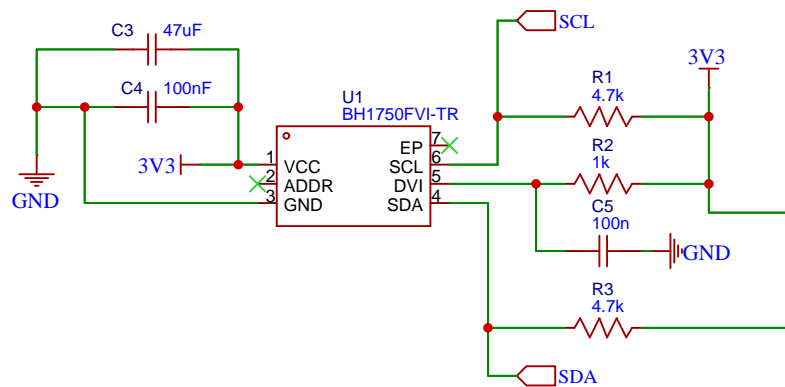 C3 47uF
C4 100nF
GND
3V3
U1
BH1750FVI-TR
1 VCC
2 ADDR
3 GND
EP 7
SCL 6
DVI 5
SDA 4
SCL
3V3
R1
4.7k
R2
1k
C5
100n
GND
R3
4.7k
SDA